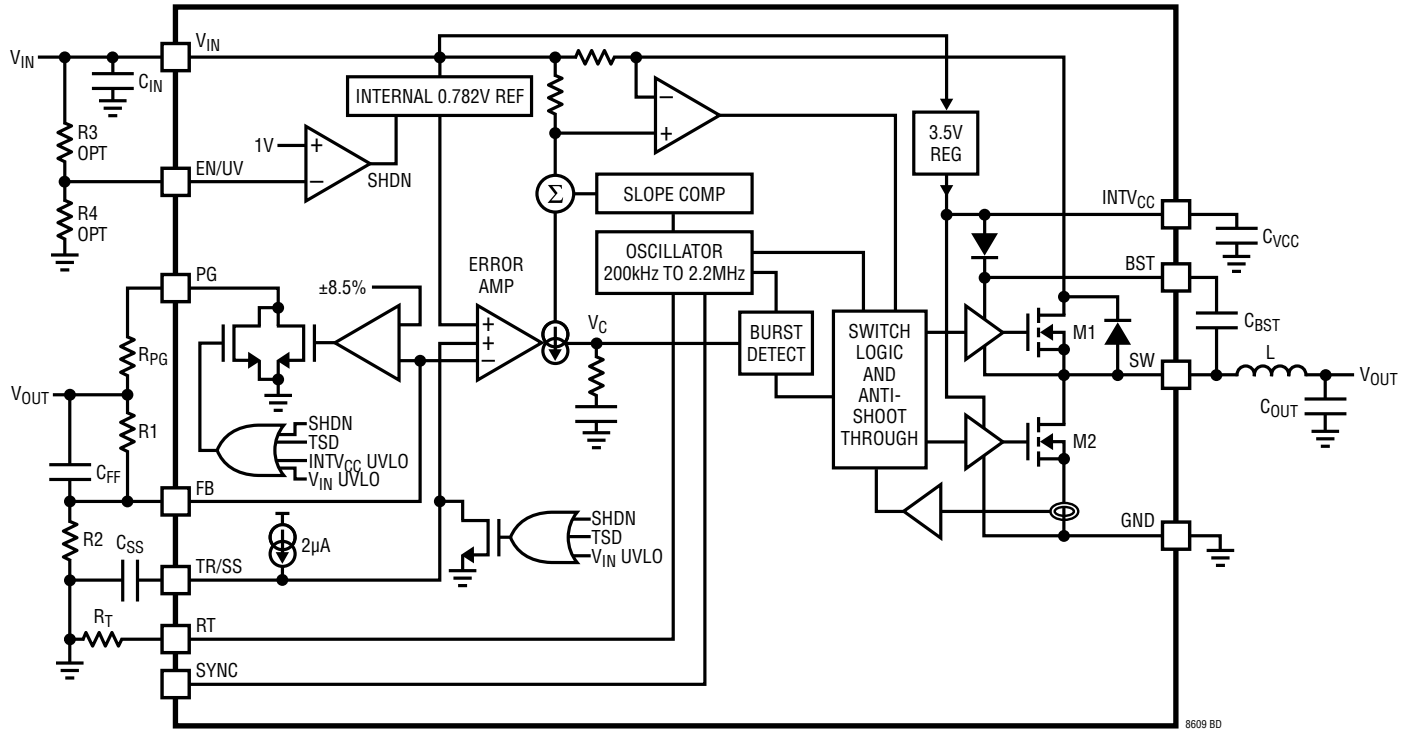 VIN
VIN
CIN
R3
OPT
EN/UV
R4
OPT
1V
+
−
SHDN
INTERNAL 0.782V REF
−
+
Σ
SLOPE COMP
OSCILLATOR
200kHz TO 2.2MHz
3.5V
REG
INTVCC
CVCC
BST
CBST
SW
L
VOUT
COUT
GND
PG
RPG
VOUT
R1
CFF
FB
R2
CSS
TR/SS
RT
RT
SYNC
±8.5%
ERROR
AMP
+
+
−
VC
BURST
DETECT
SWITCH
LOGIC
AND
ANTI-
SHOOT
THROUGH
M1
M2
SHDN
TSD
INTVCC UVLO
VIN UVLO
2µA
SHDN
TSD
VIN UVLO
8609 BD